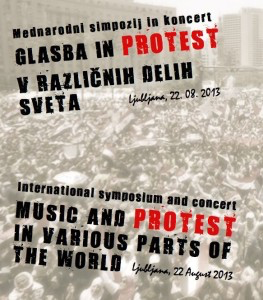 Mednarodni simpozij in koncert
GLASBA IN PROTEST
V RAZLIČNIH DELIH
SVETA
Ljubljana, 22. 08. 2013
International symposium and concert
MUSIC AND PROTEST
IN VARIOUS PARTS OF
THE WORLD
Ljubljana, 22 August 2013